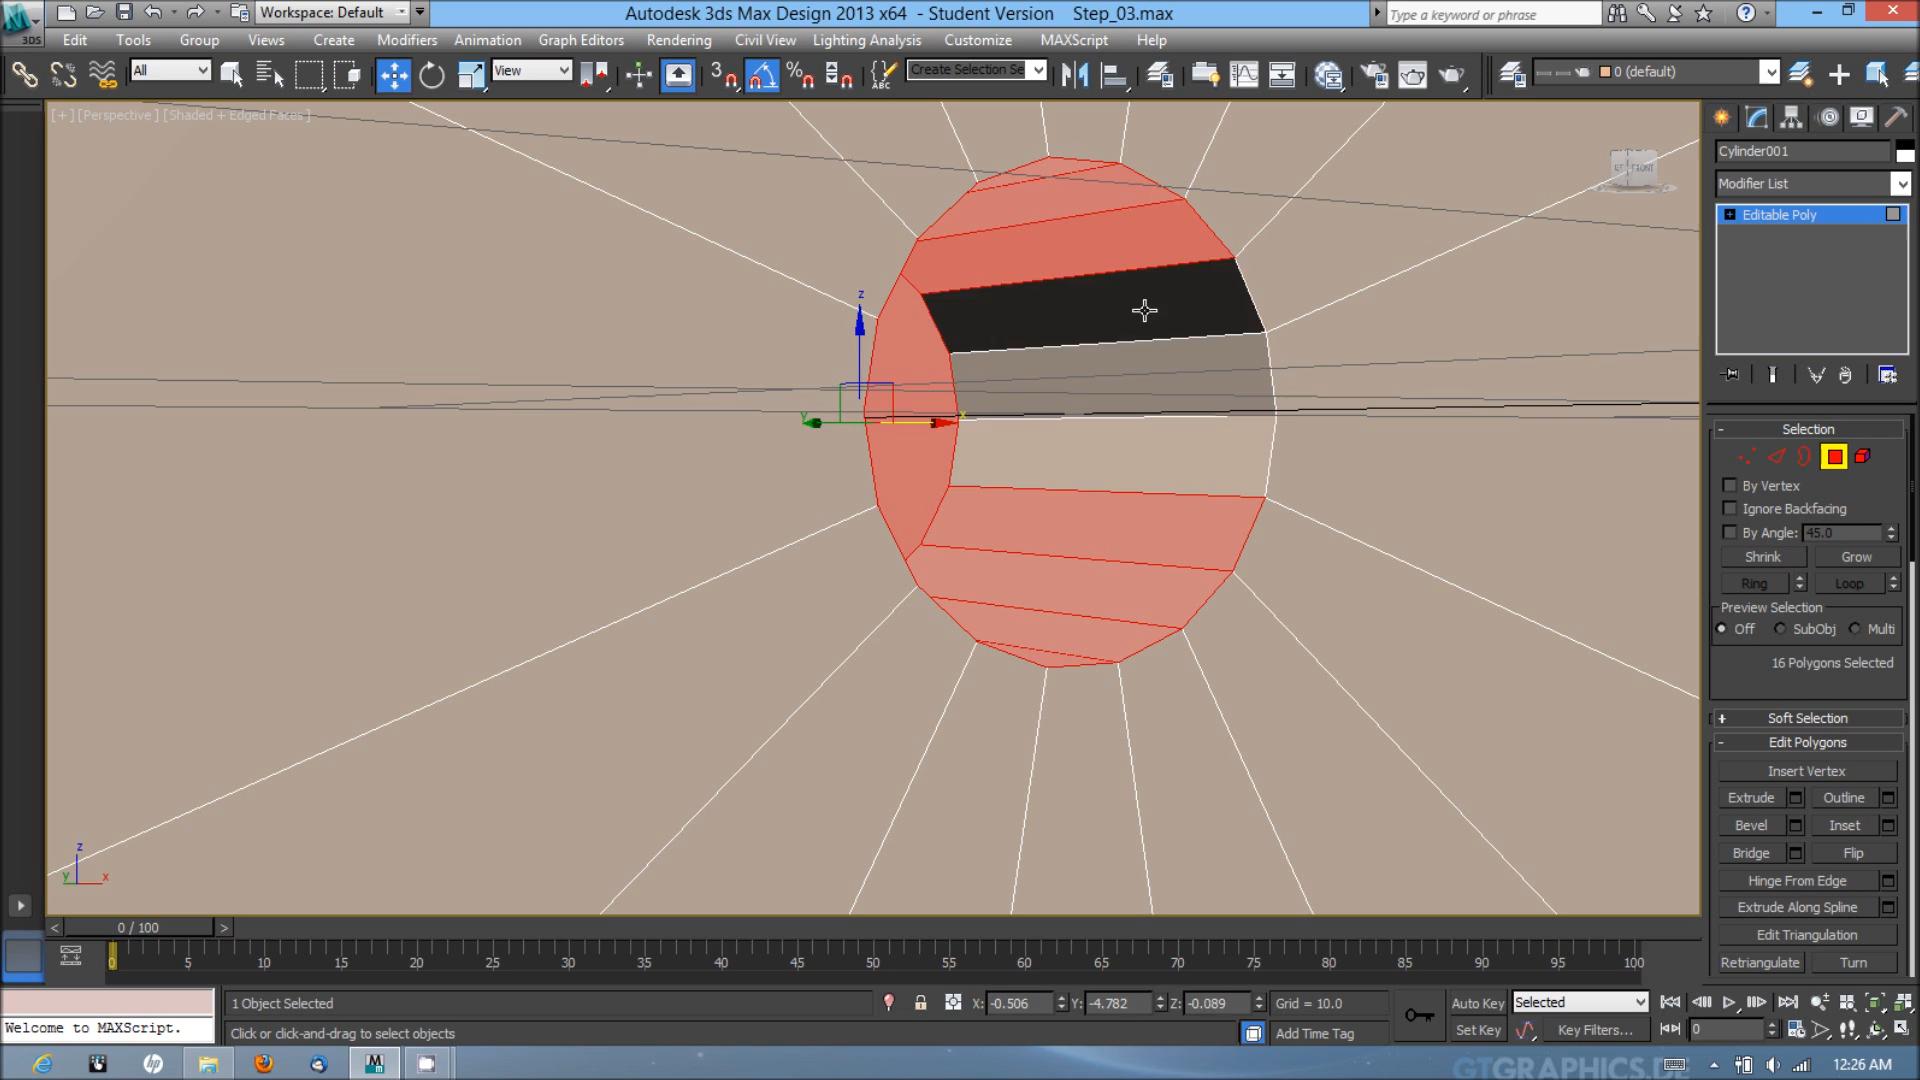 Workspace: Default
Autodesk 3ds Max Design 2013 x64 - Student Version Step_03.max
Type a keyword or phrase
3DS
Edit Tools Group Views Create Modifiers Animation Graph Editors Rendering Civil View Lighting Analysis Customize MAXScript Help
All
View
3
ABC
Create Selection Se
0 (default)
[+] [Perspective] [Shaded + Edged Faces]
FRONT
Cylinder001
Modifier List
Editable Poly
z
y
x
- Selection
By Vertex
Ignore Backfacing
By Angle: 45.0
Shrink Grow
Ring Loop
Preview Selection
Off SubObj Multi
16 Polygons Selected
+ Soft Selection
- Edit Polygons
Insert Vertex
Extrude Outline
Bevel Inset
Bridge Flip
Hinge From Edge
Extrude Along Spline
Edit Triangulation
Retriangulate Turn
z
y
x
< 0 / 100 >
0 5 10 15 20 25 30 35 40 45 50 55 60 65 70 75 80 85 90 95 100
1 Object Selected
X: -0.506 Y: -4.782 Z: -0.089 Grid = 10.0
Auto Key Selected
Welcome to MAXScript.
Click or click-and-drag to select objects
Add Time Tag
Set Key Key Filters... 0
GTGRAPHICS.DE
12:26 AM